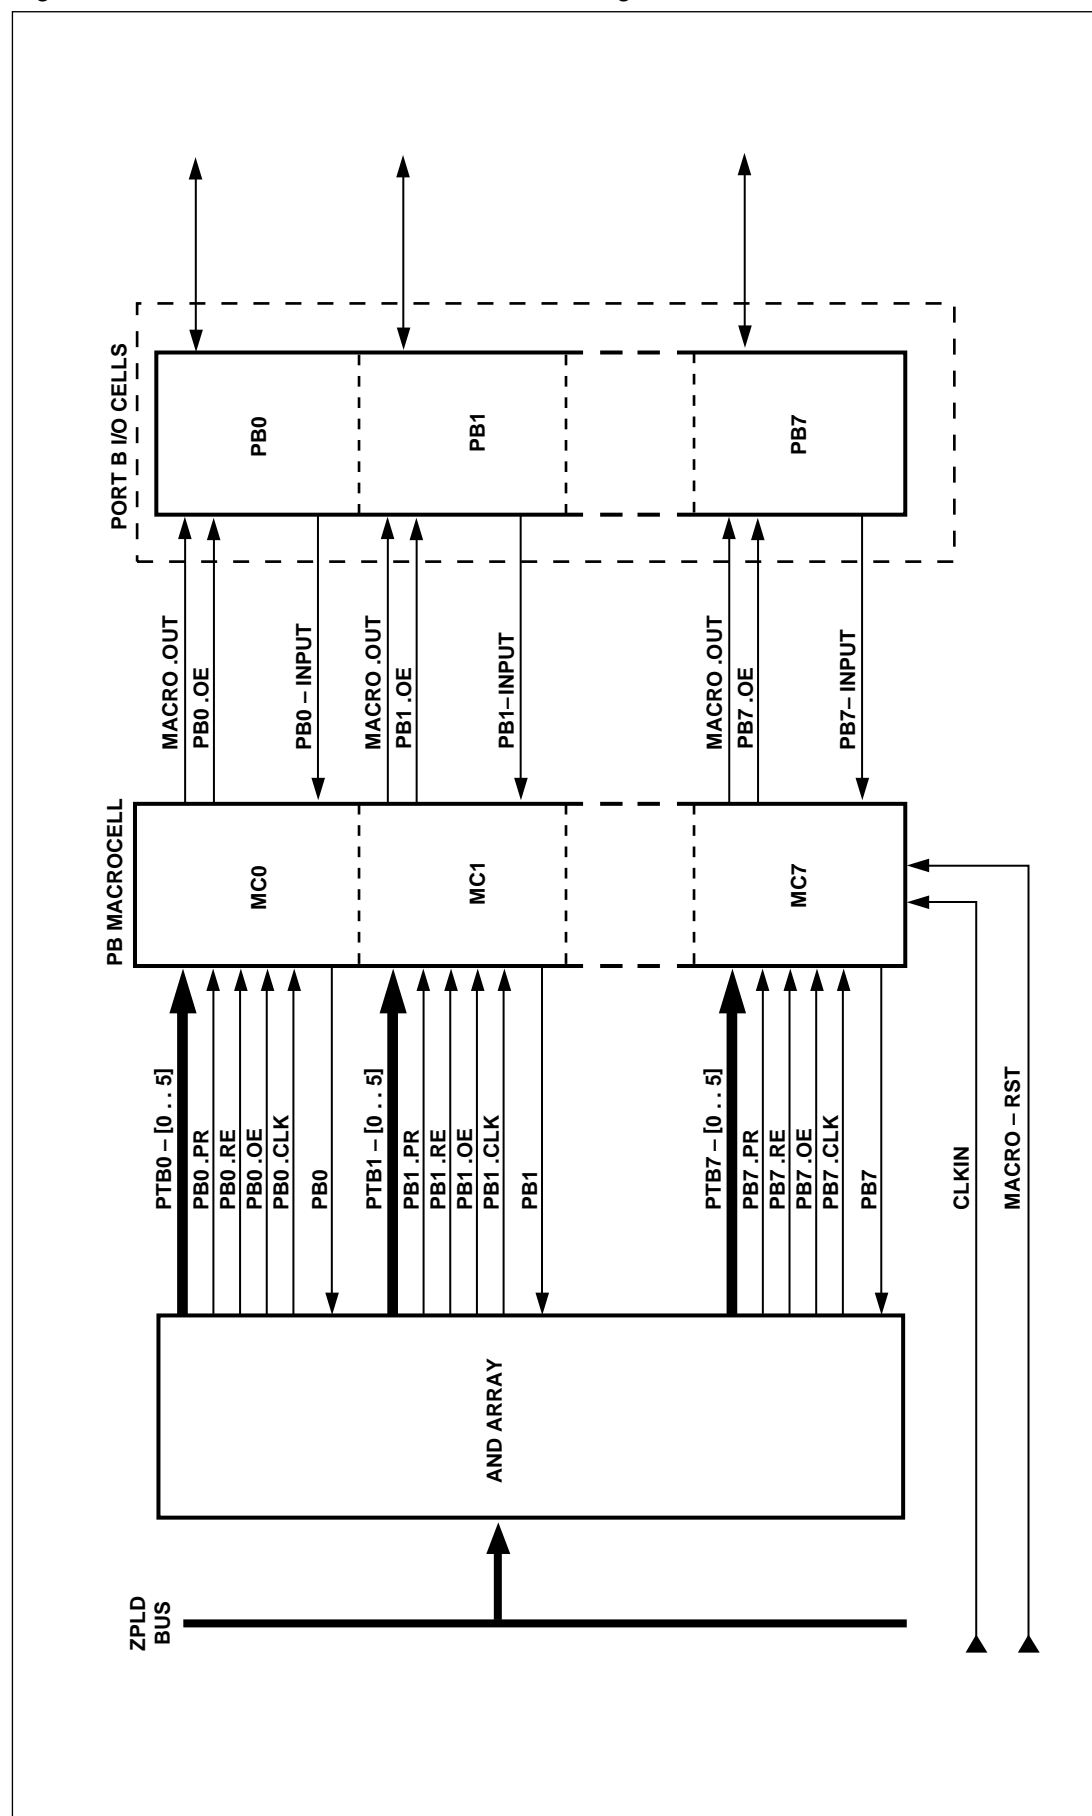 PORT B I/O CELLS
PB0
PB1
PB7
MACRO .OUT
PB0 .OE
PB0 – INPUT
MACRO .OUT
PB1 .OE
PB1– INPUT
MACRO .OUT
PB7 .OE
PB7– INPUT
PB MACROCELL
MC0
MC1
MC7
PTB0 – [0 . . 5]
PB0 .PR
PB0 .RE
PB0 .OE
PB0 .CLK
PB0
PTB1 – [0 . . 5]
PB1 .PR
PB1 .RE
PB1 .OE
PB1 .CLK
PB1
PTB7 – [0 . . 5]
PB7 .PR
PB7 .RE
PB7 .OE
PB7 .CLK
PB7
CLKIN
MACRO – RST
AND ARRAY
ZPLD
BUS